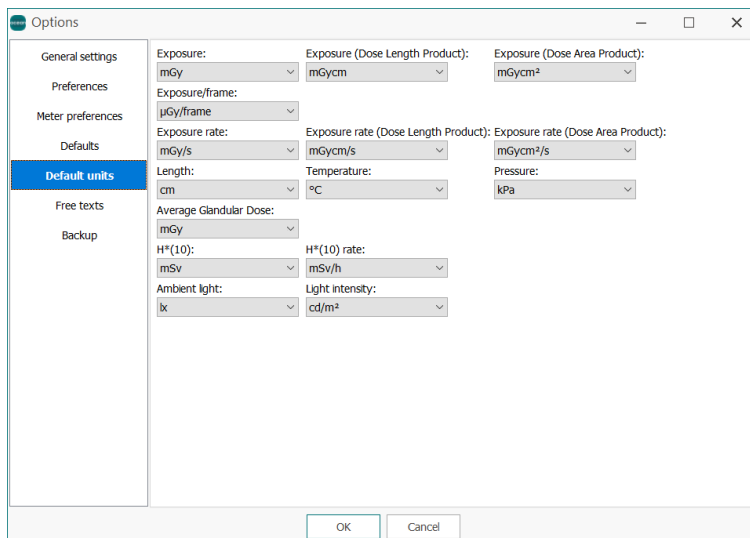 Options
General settings
Preferences
Meter preferences
Defaults
Default units
Free texts
Backup
Exposure: Exposure (Dose Length Product): Exposure (Dose Area Product):
mGy mGycm mGycm²
Exposure/frame:
µGy/frame
Exposure rate: Exposure rate (Dose Length Product): Exposure rate (Dose Area Product):
mGy/s mGycm/s mGycm²/s
Length: Temperature: Pressure:
cm °C kPa
Average Glandular Dose:
mGy
H*(10): H*(10) rate:
mSv mSv/h
Ambient light: Light intensity:
lx cd/m²
OK Cancel